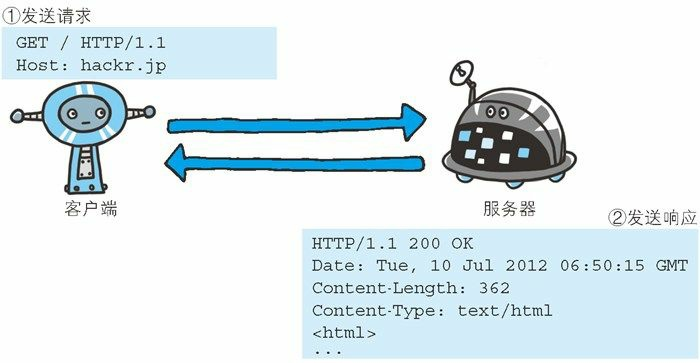 ①发送请求
GET / HTTP/1.1
Host: hackr.jp
客户端
服务器
②发送响应
HTTP/1.1 200 OK
Date: Tue, 10 Jul 2012 06:50:15 GMT
Content-Length: 362
Content-Type: text/html
<html>
...